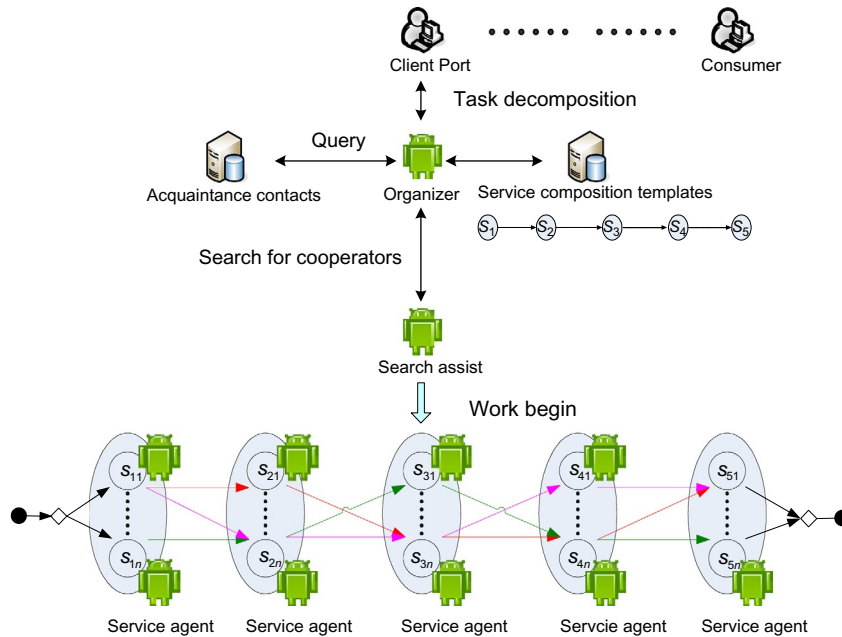 Client Port
Consumer
Task decomposition
Query
Acquaintance contacts
Organizer
Service composition templates
S1 S2 S3 S4 S5
Search for cooperators
Search assist
Work begin
S11 S21 S31 S41 S51
S1n S2n S3n S4n S5n
Service agent Service agent Service agent Servcie agent Service agent